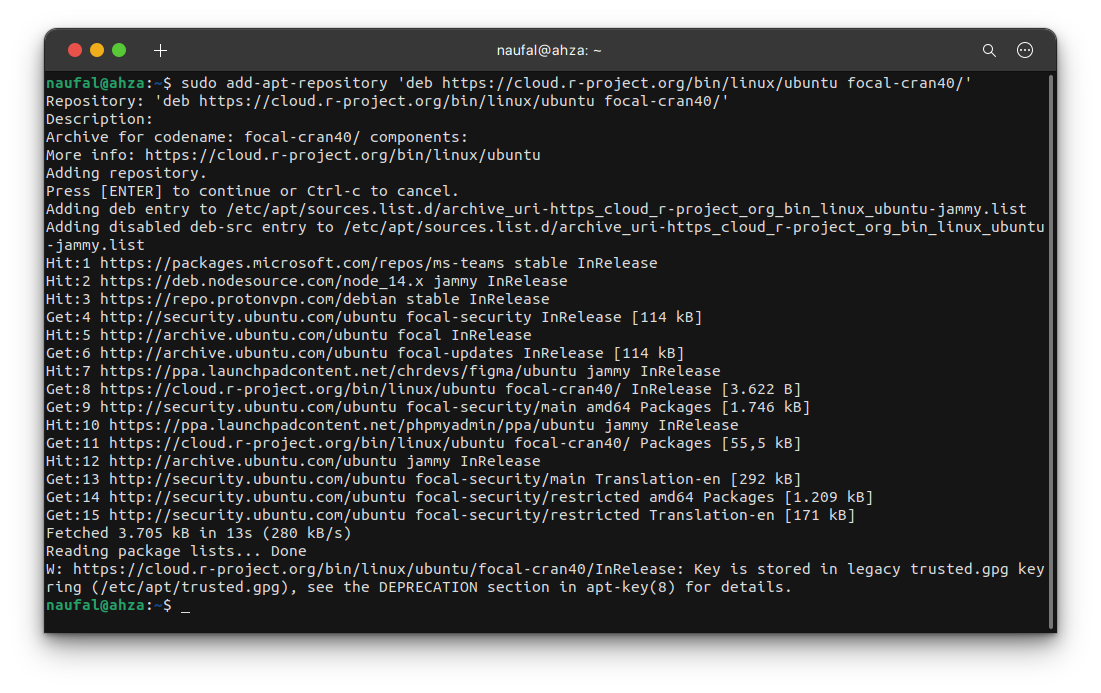 naufal@ahza: ~
naufal@ahza:~$ sudo add-apt-repository 'deb https://cloud.r-project.org/bin/linux/ubuntu focal-cran40/'
Repository: 'deb https://cloud.r-project.org/bin/linux/ubuntu focal-cran40/'
Description:
Archive for codename: focal-cran40/ components:
More info: https://cloud.r-project.org/bin/linux/ubuntu
Adding repository.
Press [ENTER] to continue or Ctrl-c to cancel.
Adding deb entry to /etc/apt/sources.list.d/archive_uri-https_cloud_r-project_org_bin_linux_ubuntu-jammy.list
Adding disabled deb-src entry to /etc/apt/sources.list.d/archive_uri-https_cloud_r-project_org_bin_linux_ubuntu
-jammy.list
Hit:1 https://packages.microsoft.com/repos/ms-teams stable InRelease
Hit:2 https://deb.nodesource.com/node_14.x jammy InRelease
Hit:3 https://repo.protonvpn.com/debian stable InRelease
Get:4 http://security.ubuntu.com/ubuntu focal-security InRelease [114 kB]
Hit:5 http://archive.ubuntu.com/ubuntu focal InRelease
Get:6 http://archive.ubuntu.com/ubuntu focal-updates InRelease [114 kB]
Hit:7 https://ppa.launchpadcontent.net/chrdevs/figma/ubuntu jammy InRelease
Get:8 https://cloud.r-project.org/bin/linux/ubuntu focal-cran40/ InRelease [3.622 B]
Get:9 http://security.ubuntu.com/ubuntu focal-security/main amd64 Packages [1.746 kB]
Hit:10 https://ppa.launchpadcontent.net/phpmyadmin/ppa/ubuntu jammy InRelease
Get:11 https://cloud.r-project.org/bin/linux/ubuntu focal-cran40/ Packages [55,5 kB]
Hit:12 http://archive.ubuntu.com/ubuntu jammy InRelease
Get:13 http://security.ubuntu.com/ubuntu focal-security/main Translation-en [292 kB]
Get:14 http://security.ubuntu.com/ubuntu focal-security/restricted amd64 Packages [1.209 kB]
Get:15 http://security.ubuntu.com/ubuntu focal-security/restricted Translation-en [171 kB]
Fetched 3.705 kB in 13s (280 kB/s)
Reading package lists... Done
W: https://cloud.r-project.org/bin/linux/ubuntu/focal-cran40/InRelease: Key is stored in legacy trusted.gpg key
ring (/etc/apt/trusted.gpg), see the DEPRECATION section in apt-key(8) for details.
naufal@ahza:~$ _